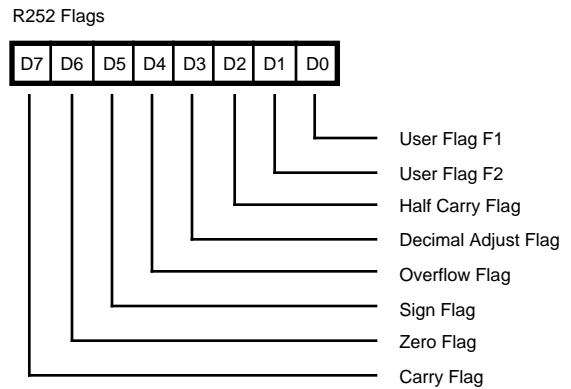 R252 Flags
D7 D6 D5 D4 D3 D2 D1 D0
User Flag F1
User Flag F2
Half Carry Flag
Decimal Adjust Flag
Overflow Flag
Sign Flag
Zero Flag
Carry Flag